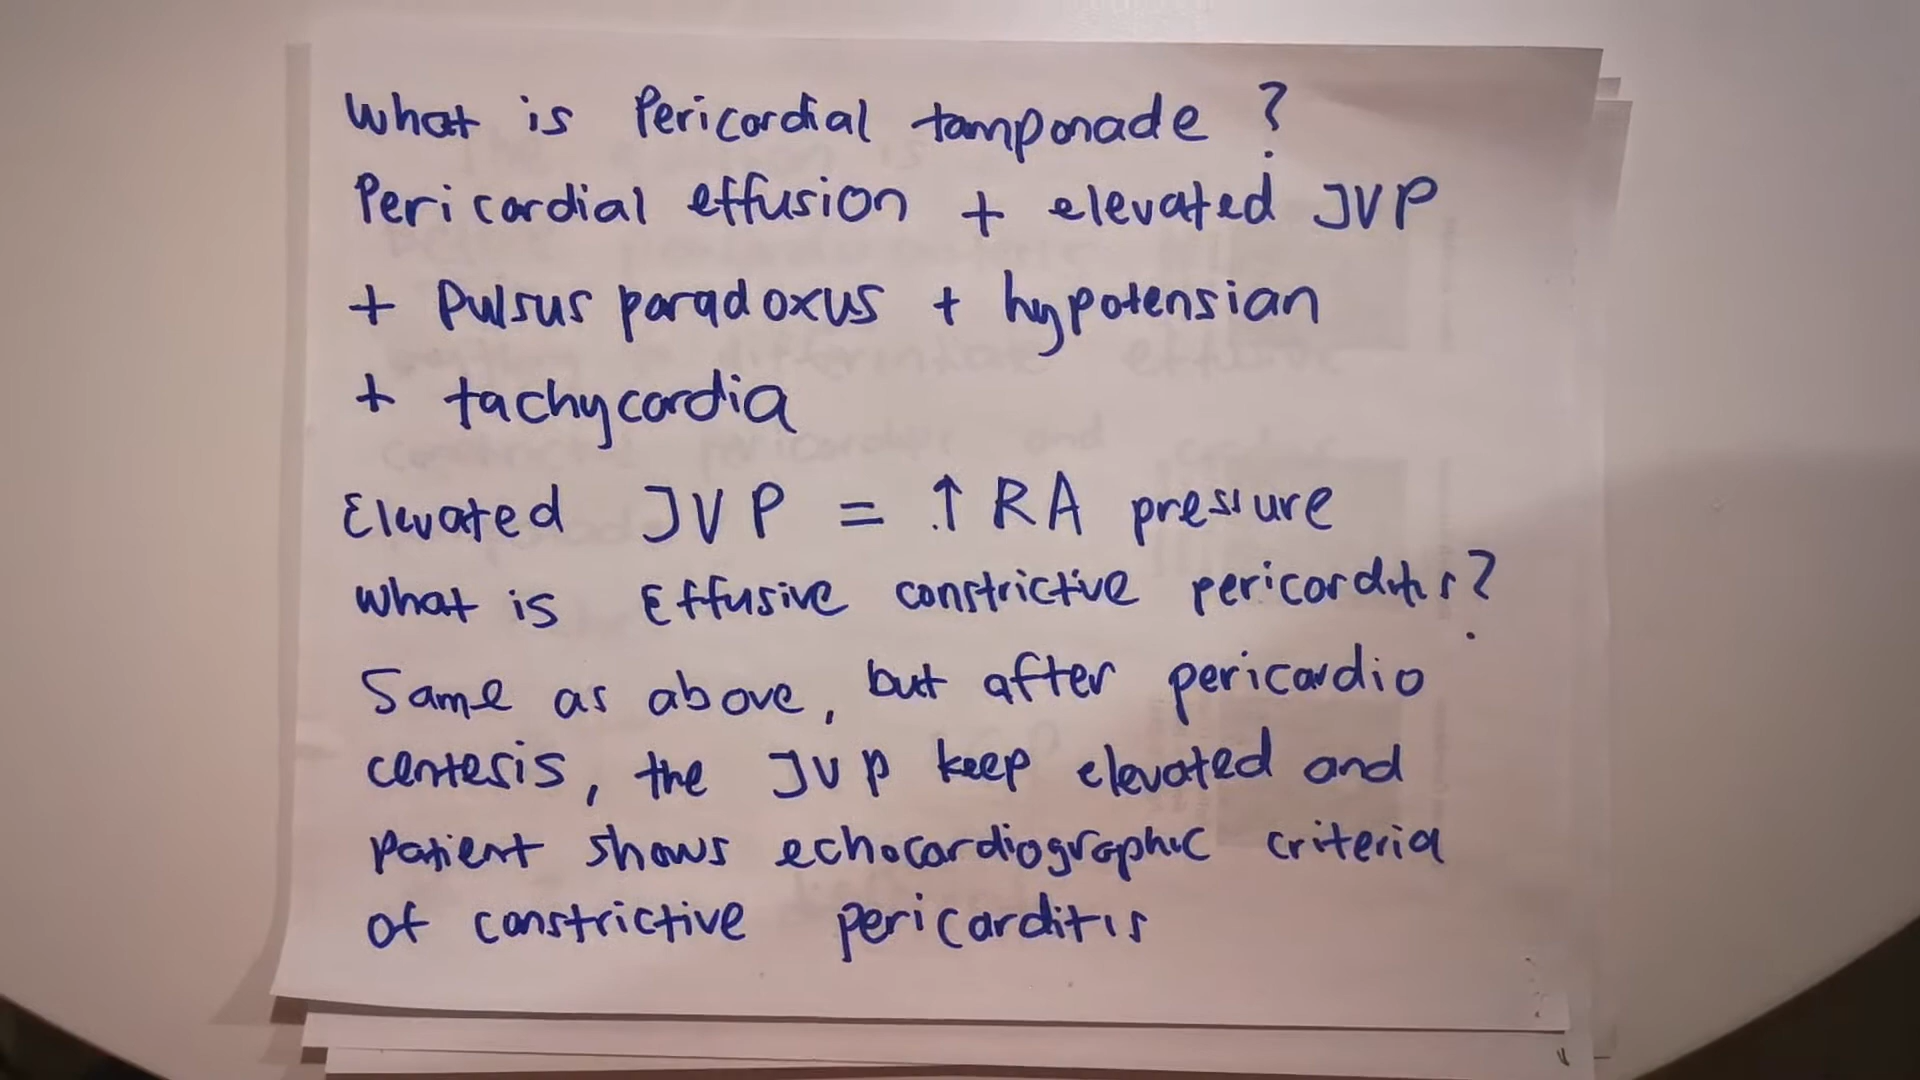 What is Pericardial tamponade ?
Pericardial effusion + elevated JVP
+ Pulsus paradoxus + hypotension
+ tachycardia
Elevated JVP = ↑ RA pressure
What is Effusive constrictive pericarditis?
Same as above, but after pericardio
centesis, the JVP keep elevated and
patient shows echocardiographic criteria
of constrictive pericarditis